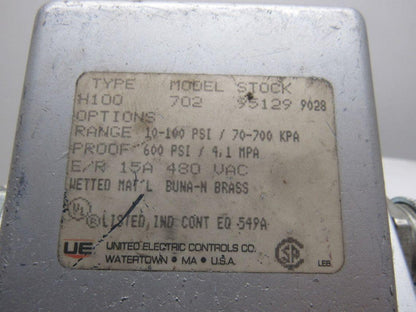 TYPE MODEL STOCK
H100 702 95129 9028
OPTIONS
RANGE 10-100 PSI / 70-700 KPA
PROOF 600 PSI / 4.1 MPA
E/R 15A 480 VAC
WETTED MAT'L BUNA-N BRASS
UL ® LISTED IND CONT EQ 549A
UE UNITED ELECTRIC CONTROLS CO.
WATERTOWN • MA • U.S.A.